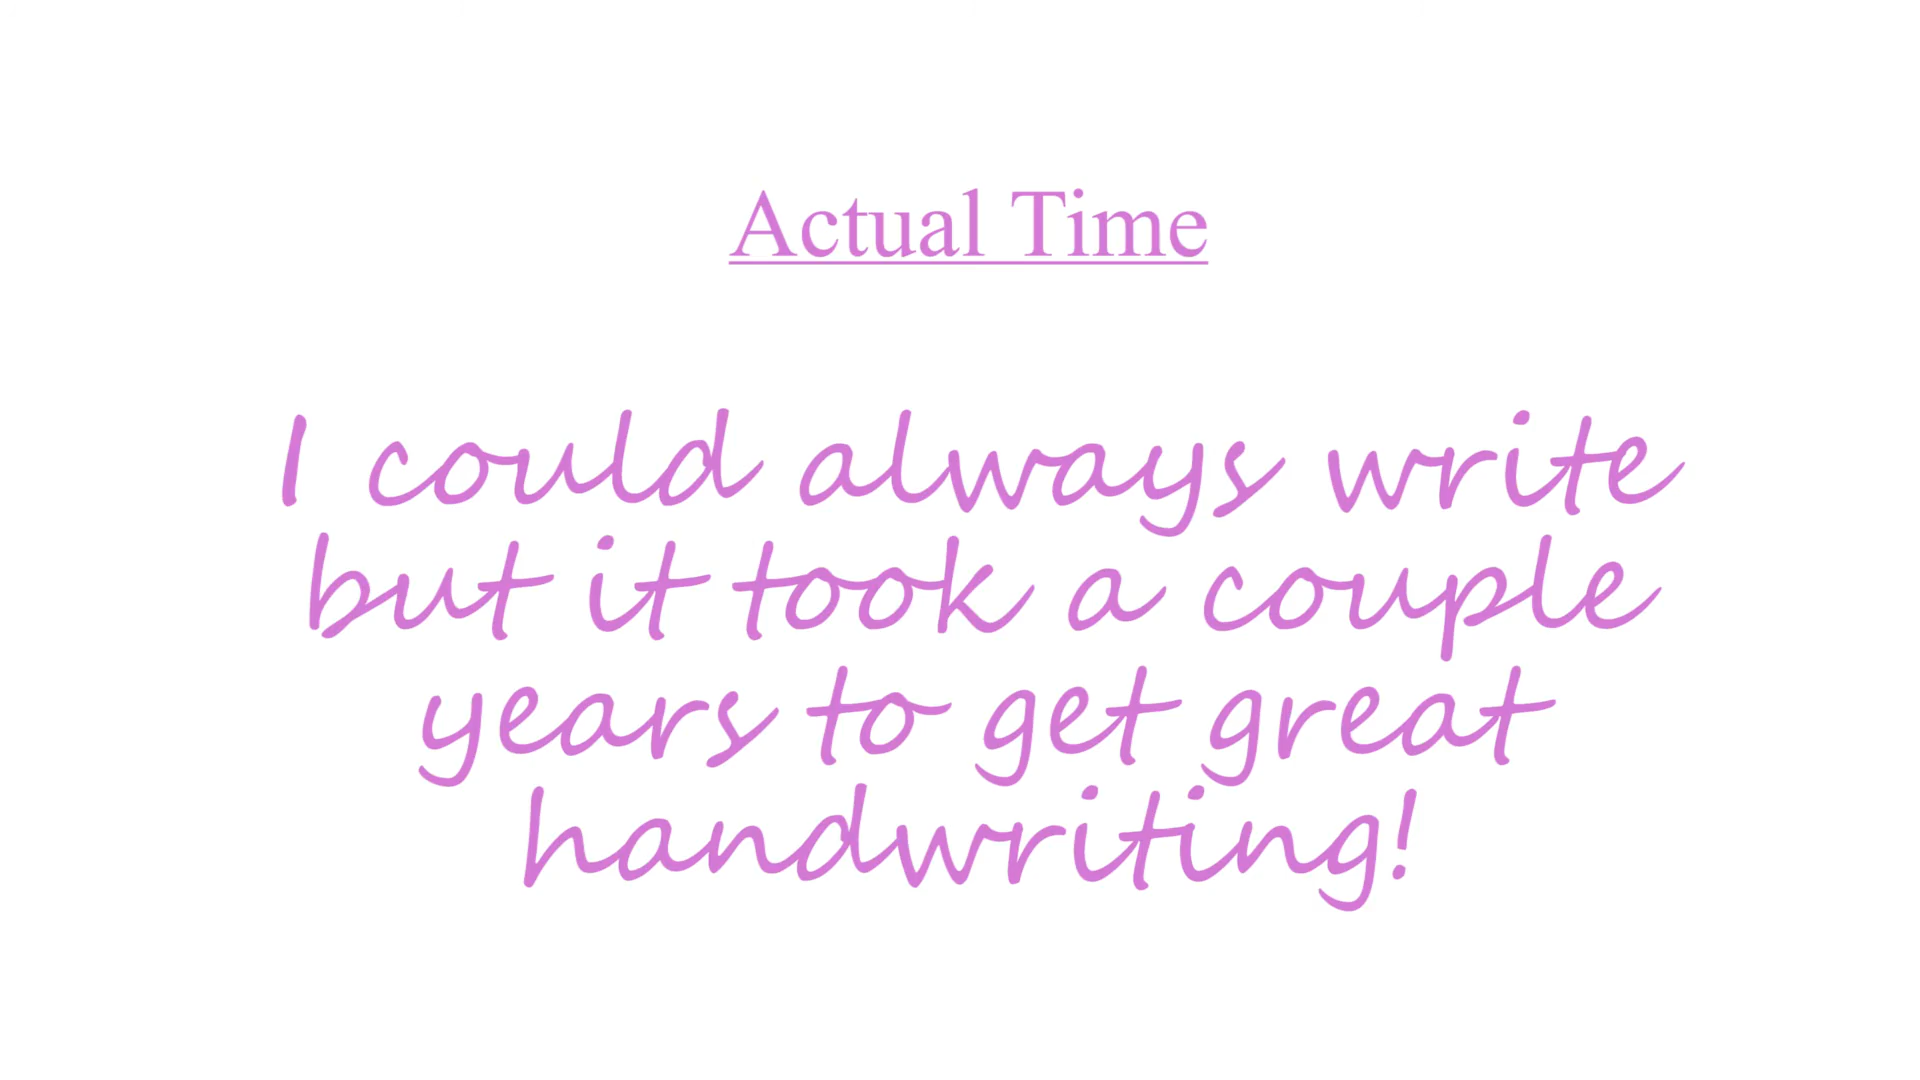 Actual Time
I could always write
but it took a couple
years to get great
handwriting!